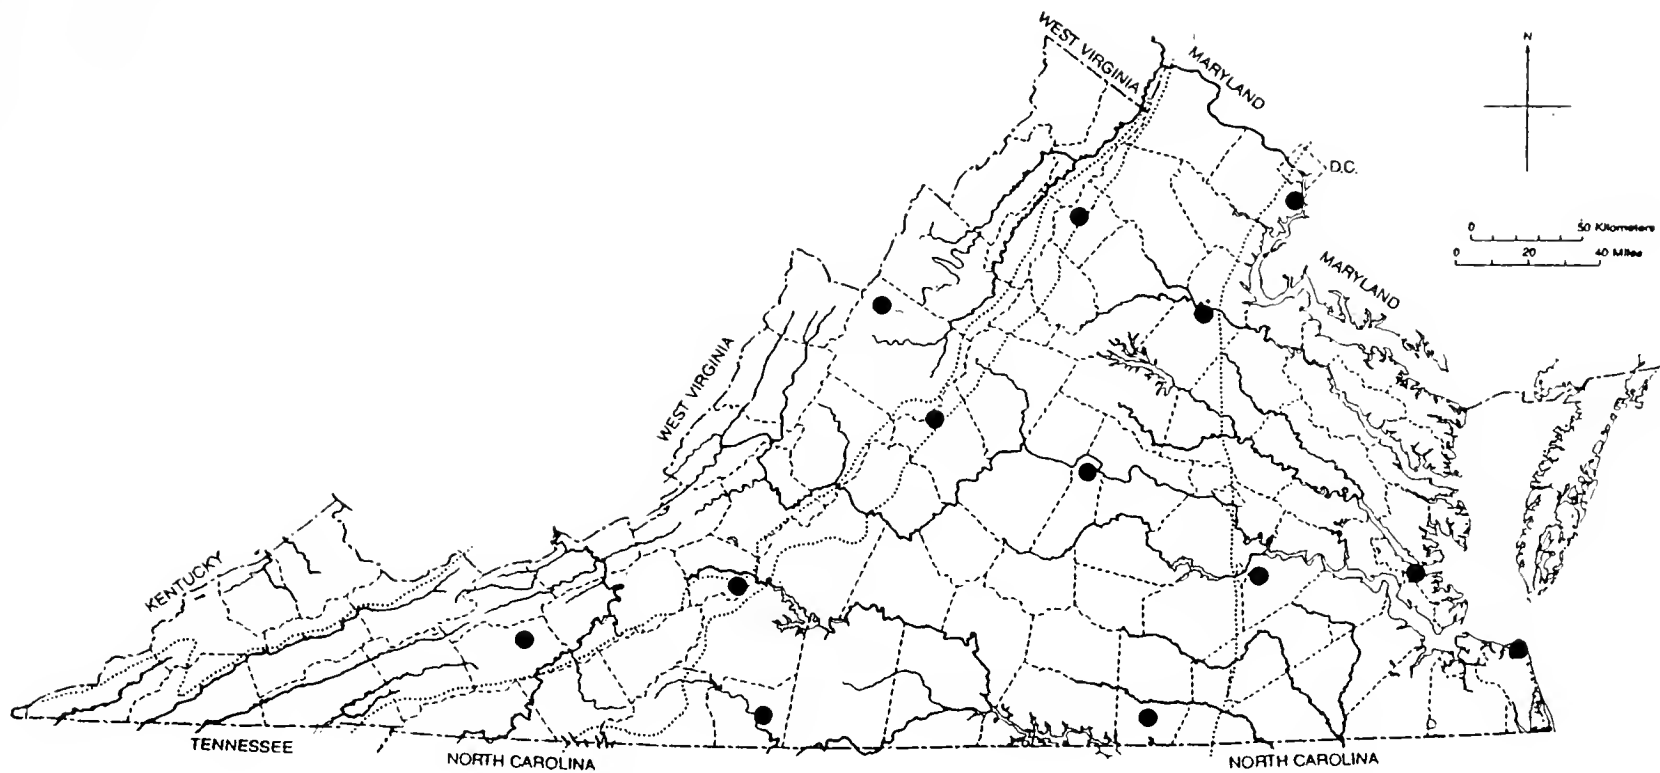 WEST VIRGINIA
MARYLAND
N
D.C.
0 50 Kilometers
0 20 40 Miles
MARYLAND
WEST VIRGINIA
KENTUCKY
TENNESSEE
NORTH CAROLINA
NORTH CAROLINA